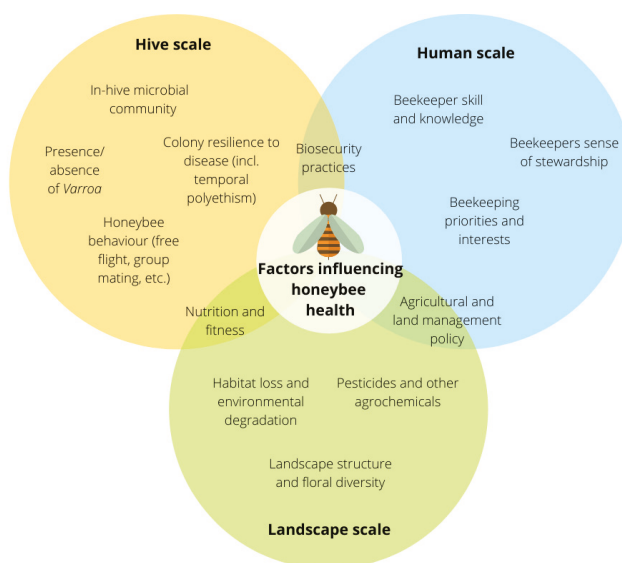 Hive scale
In-hive microbial
community
Presence/
absence
of Varroa
Colony resilience to
disease (incl.
temporal
polyethism)
Honeybee
behaviour (free
flight, group
mating, etc.)
Biosecurity
practices
Human scale
Beekeeper skill
and knowledge
Beekeepers sense
of stewardship
Beekeeping
priorities and
interests
Factors influencing
honeybee
health
Nutrition and
fitness
Agricultural and
land management
policy
Habitat loss and
environmental
degradation
Pesticides and other
agrochemicals
Landscape structure
and floral diversity
Landscape scale